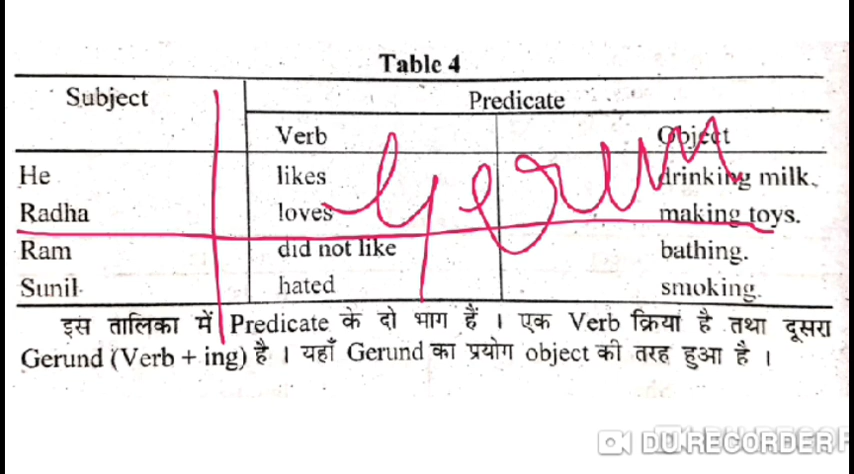 Table 4
Subject Predicate
Verb Object
He likes drinking milk.
Radha loves making toys.
Ram did not like bathing.
Sunil hated smoking.
इस तालिका में Predicate के दो भाग हैं । एक Verb क्रिया है तथा दूसरा
Gerund (Verb + ing) है । यहाँ Gerund का प्रयोग object की तरह हुआ है ।
DU RECORDER